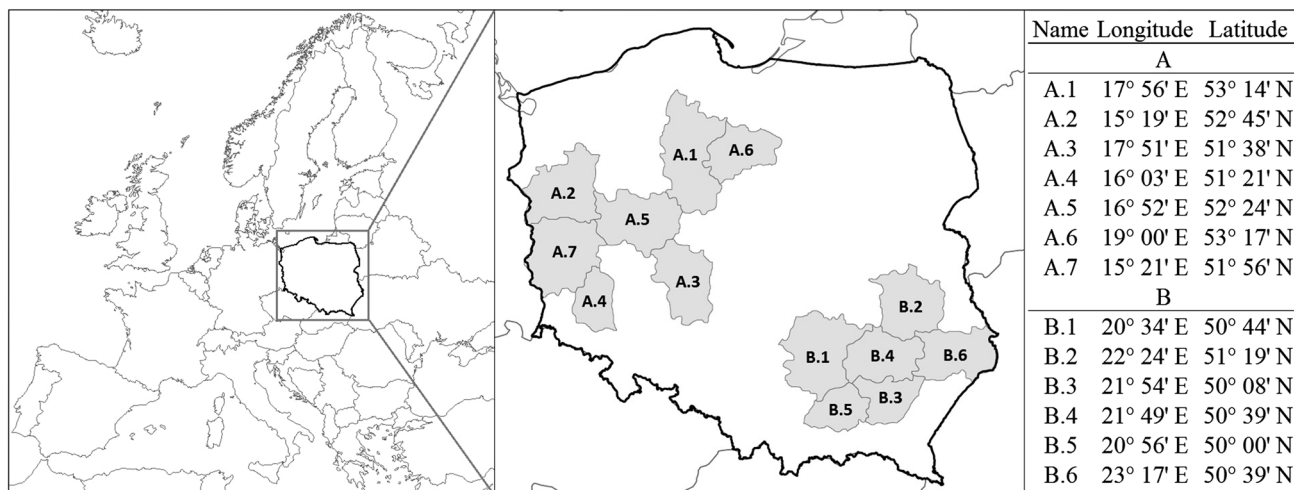 A.1
A.6
A.2
A.5
A.7
A.3
A.4
B.2
B.1
B.4
B.6
B.3
B.5
Name Longitude Latitude
A
A.1 17° 56' E 53° 14' N
A.2 15° 19' E 52° 45' N
A.3 17° 51' E 51° 38' N
A.4 16° 03' E 51° 21' N
A.5 16° 52' E 52° 24' N
A.6 19° 00' E 53° 17' N
A.7 15° 21' E 51° 56' N
B
B.1 20° 34' E 50° 44' N
B.2 22° 24' E 51° 19' N
B.3 21° 54' E 50° 08' N
B.4 21° 49' E 50° 39' N
B.5 20° 56' E 50° 00' N
B.6 23° 17' E 50° 39' N